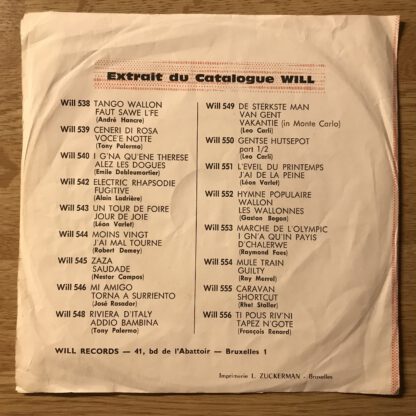 Extrait du Catalogue WILL
Will 538 TANGO WALLON
FAUT SAWE L'FE
(André Hancre)
Will 539 CENERI DI ROSA
VOCE'E NOTTE
(Tony Palermo)
Will 540 I G'NA QU'ENE THERESE
ALEZ LES DOGUES
(Emile Debleumortier)
Will 542 ELECTRIC RHAPSODIE
FUGITIVE
(Alain Ladrière)
Will 543 UN TOUR DE FOIRE
JOUR DE JOIE
(Léon Varlet)
Will 544 MOINS VINGT
J'AI MAL TOURNE
(Robert Demey)
Will 545 ZAZA
SAUDADE
(Nestor Campos)
Will 546 MI AMIGO
TORNA A SURRIENTO
(José Rosador)
Will 548 RIVIERA D'ITALY
ADDIO BAMBINA
(Tony Palermo)
Will 549 DE STERKSTE MAN
VAN GENT
VAKANTIE (in Monte Carlo)
(Leo Carli)
Will 550 GENTSE HUTSEPOT
part 1/2
(Leo Carli)
Will 551 L'EVEIL DU PRINTEMPS
J'AI DE LA PEINE
(Léon Varlet)
Will 552 HYMNE POPULAIRE
WALLON
LES WALLONNES
(Gaston Begon)
Will 553 MARCHE DE L'OLYMPIC
I GN'A QU'IN PAYIS
D'CHALERWE
(Raymond Foes)
Will 554 MULE TRAIN
GUILTY
(Ray Merrel)
Will 555 CARAVAN
SHORTCUT
(Rhet Stoller)
Will 556 TI POUS RIV'NI
TAPEZ N'GOTE
(François Renard)
WILL RECORDS — 41, bd de l'Abattoir — Bruxelles 1
Imprimerie I. ZUCKERMAN - Bruxelles